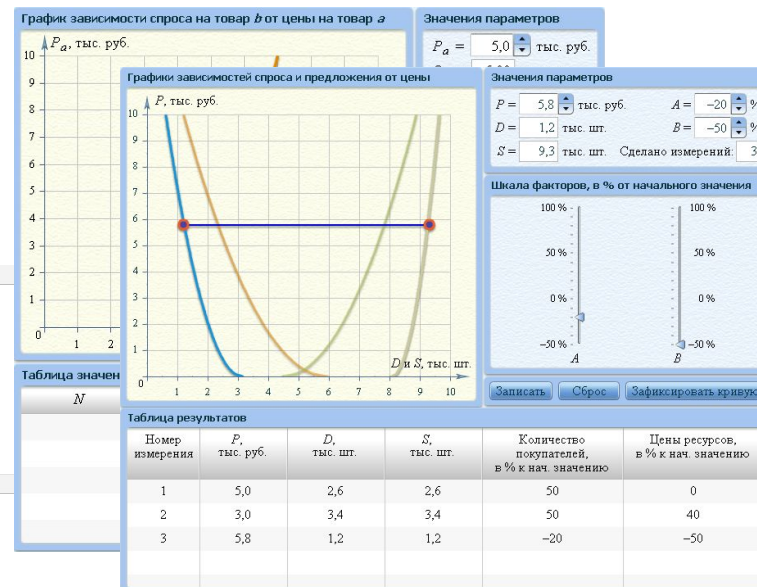 График зависимости спроса на товар b от цены на товар a
Pa, тыс. руб.
10
9
8
7
6
5
4
3
2
1
0
1 2
Таблица значен
N
Значения параметров
Pa = 5,0 тыс. руб.
Графики зависимостей спроса и предложения от цены
P, тыс. руб.
10
9
8
7
6
5
4
3
2
1
0
1 2 3 4 5 6 7 8 9 10
D и S, тыс. шт.
Значения параметров
P = 5,8 тыс. руб. A = –20 %
D = 1,2 тыс. шт. B = –50 %
S = 9,3 тыс. шт. Сделано измерений: 3
Шкала факторов, в % от начального значения
100 % 100 %
50 % 50 %
0 % 0 %
–50 % –50 %
A B
Записать Сброс Зафиксировать кривую
Таблица результатов
Номер измерения P, тыс. руб. D, тыс. шт. S, тыс. шт. Количество покупателей, в % к нач. значению Цены ресурсов, в % к нач. значению
1 5,0 2,6 2,6 50 0
2 3,0 3,4 3,4 50 40
3 5,8 1,2 1,2 –20 –50